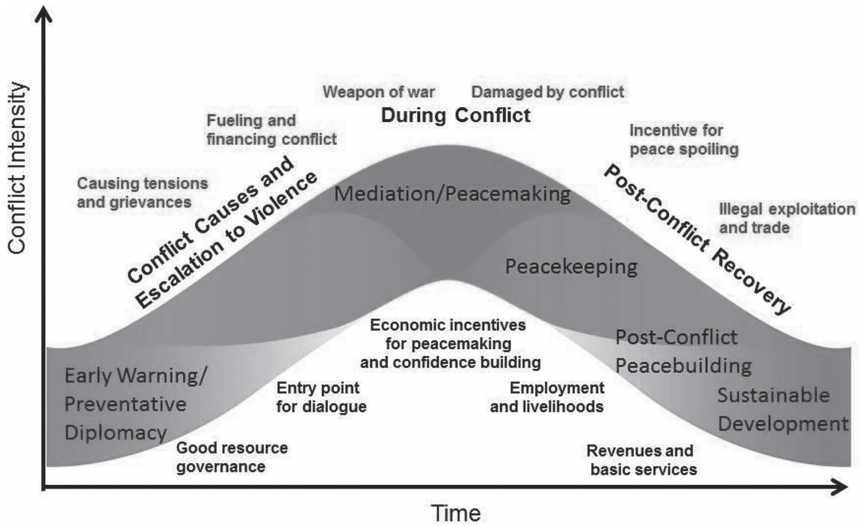 Conflict Intensity
Weapon of war
Damaged by conflict
During Conflict
Fueling and
financing conflict
Incentive for
peace spoiling
Causing tensions
and grievances
Conflict Causes and
Escalation to Violence
Mediation/Peacemaking
Post-Conflict Recovery
Illegal exploitation
and trade
Peacekeeping
Economic incentives
for peacemaking
and confidence building
Post-Conflict
Peacebuilding
Early Warning/
Preventative
Diplomacy
Entry point
for dialogue
Employment
and livelihoods
Sustainable
Development
Good resource
governance
Revenues and
basic services
Time